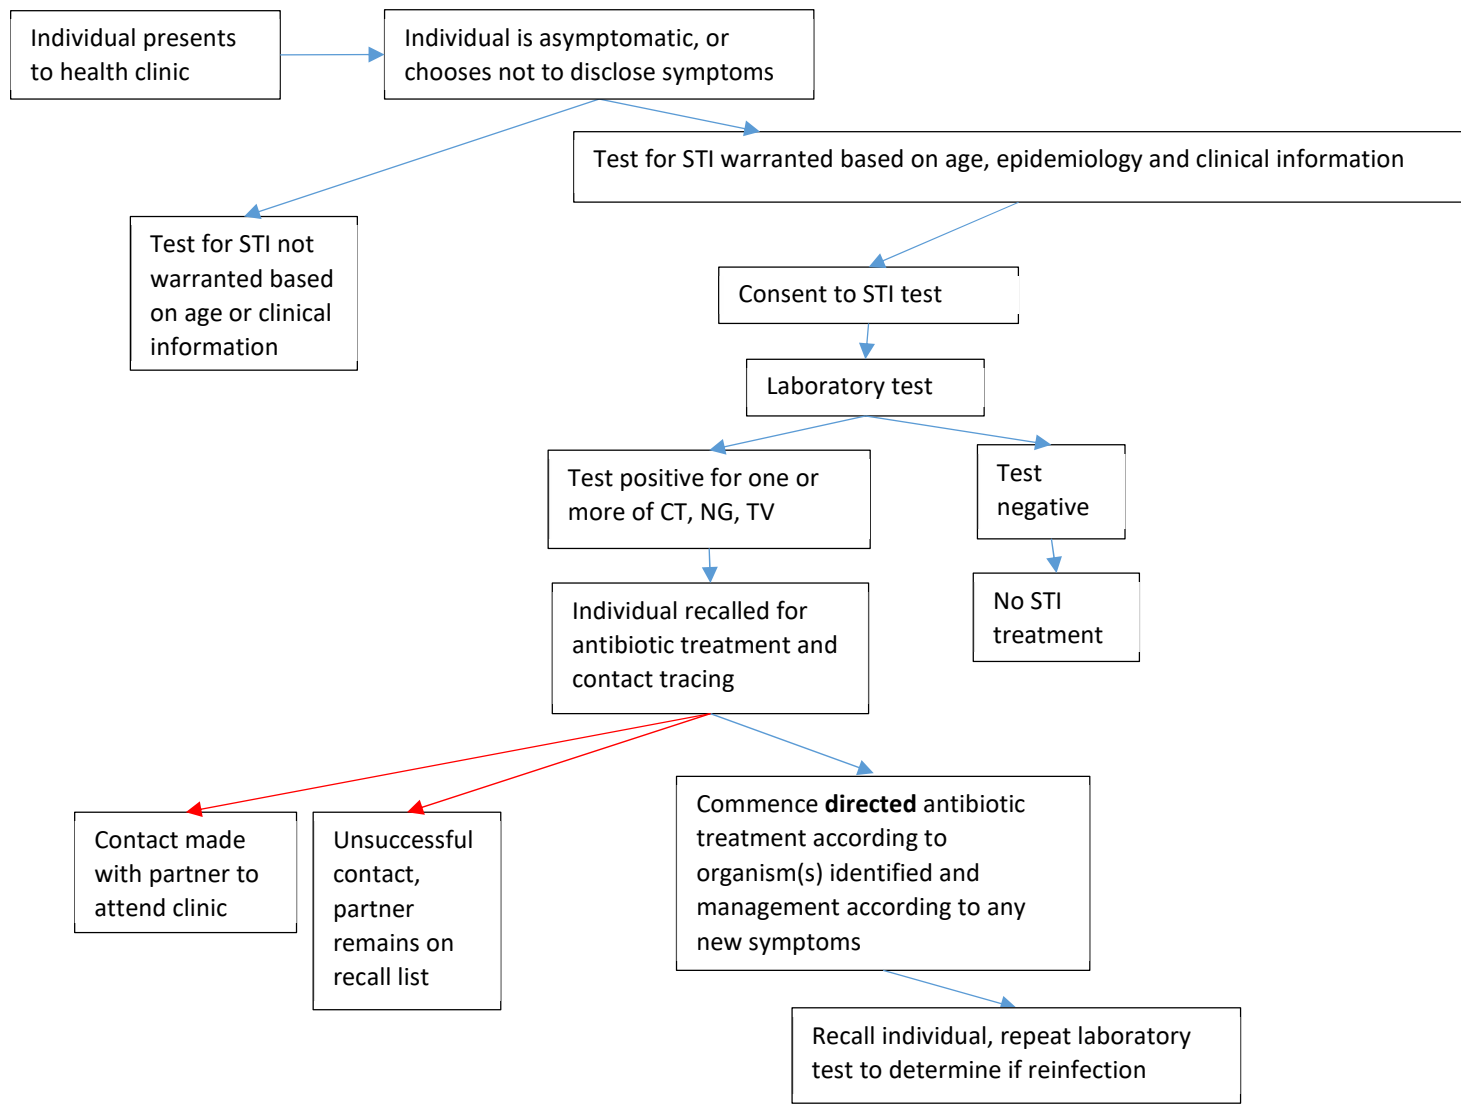 Individual presents
to health clinic
Individual is asymptomatic, or
chooses not to disclose symptoms
Test for STI warranted based on age, epidemiology and clinical information
Test for STI not
warranted based
on age or clinical
information
Consent to STI test
Laboratory test
Test positive for one or
more of CT, NG, TV
Test
negative
Individual recalled for
antibiotic treatment and
contact tracing
No STI
treatment
Contact made
with partner to
attend clinic
Unsuccessful
contact,
partner
remains on
recall list
Commence directed antibiotic
treatment according to
organism(s) identified and
management according to any
new symptoms
Recall individual, repeat laboratory
test to determine if reinfection